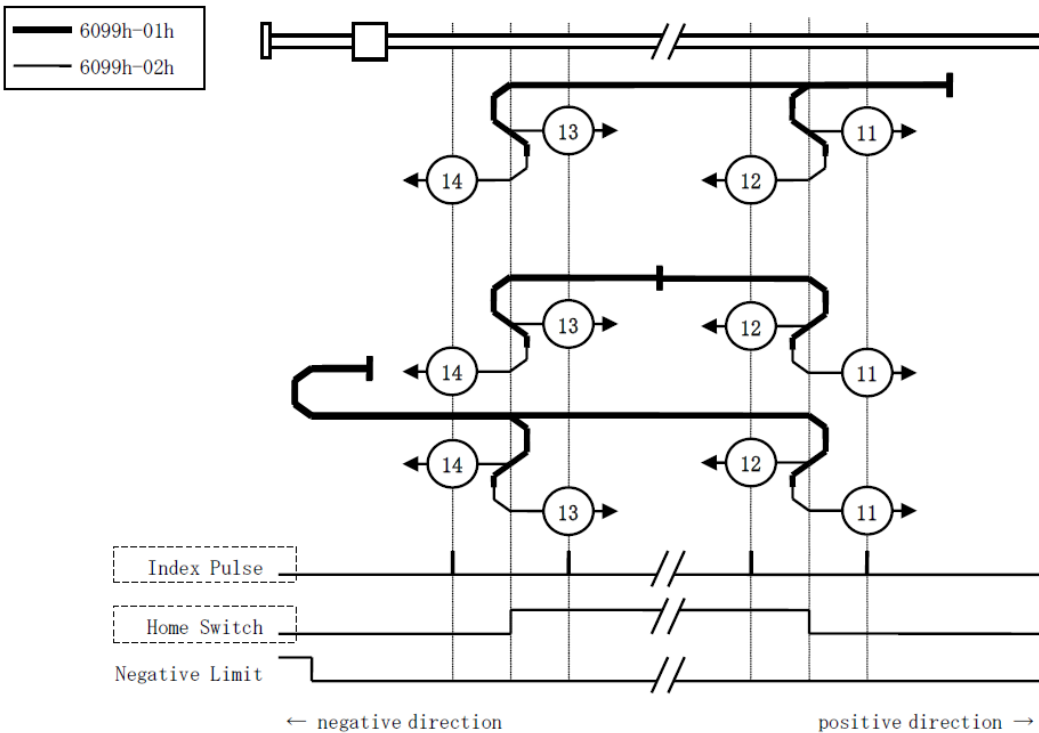 6099h-01h
6099h-02h
13
11
14
12
13
12
14
11
14
12
13
11
Index Pulse
Home Switch
Negative Limit
← negative direction
positive direction →